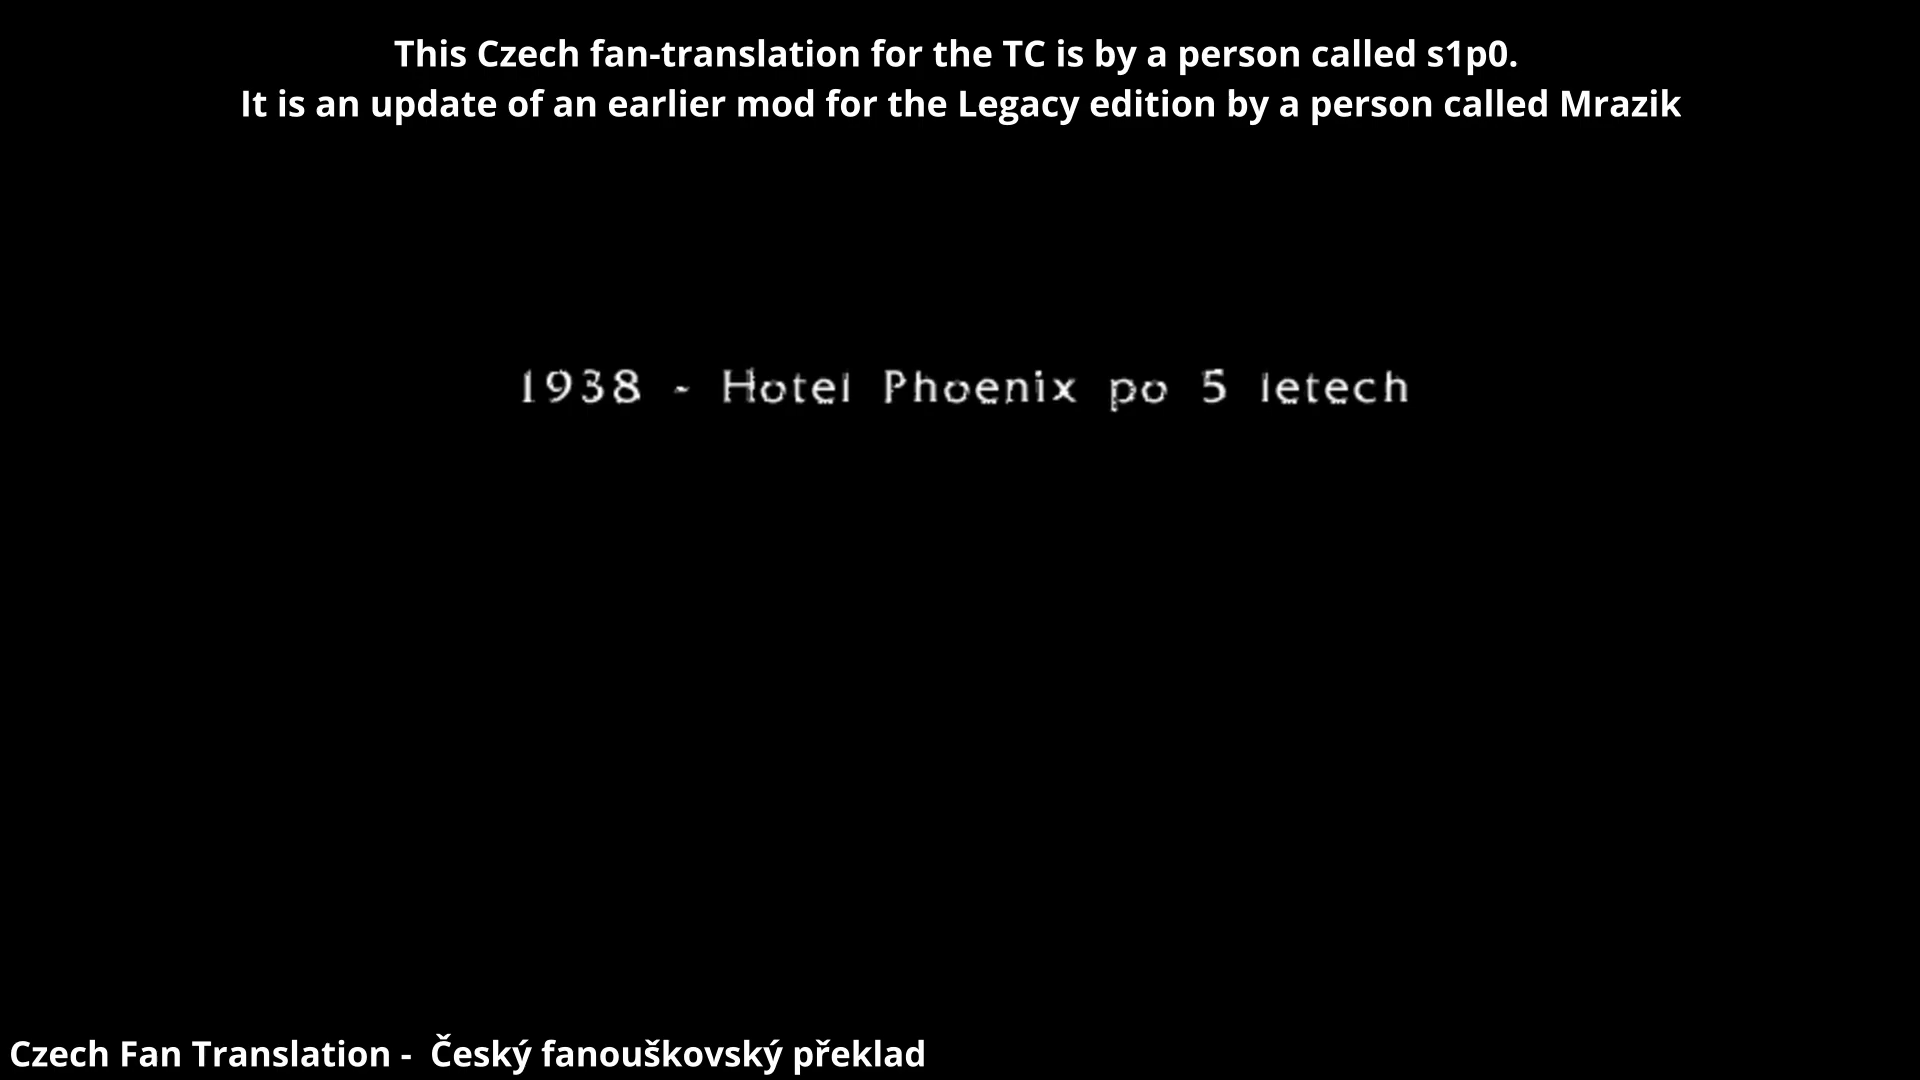 This Czech fan-translation for the TC is by a person called s1p0.
It is an update of an earlier mod for the Legacy edition by a person called Mrazik
1938 - Hotel Phoenix po 5 letech
Czech Fan Translation - Český fanouškovský překlad